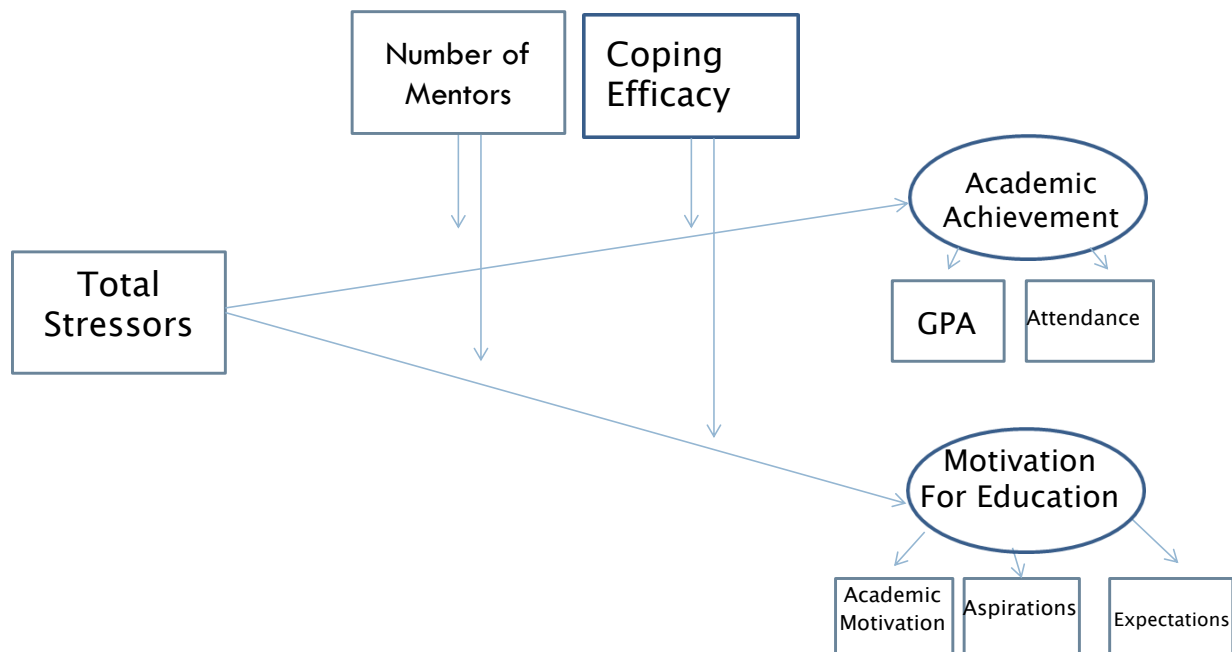 Number of
Mentors
Coping
Efficacy
Academic
Achievement
Total
Stressors
GPA
Attendance
Motivation
For Education
Academic
Motivation
Aspirations
Expectations